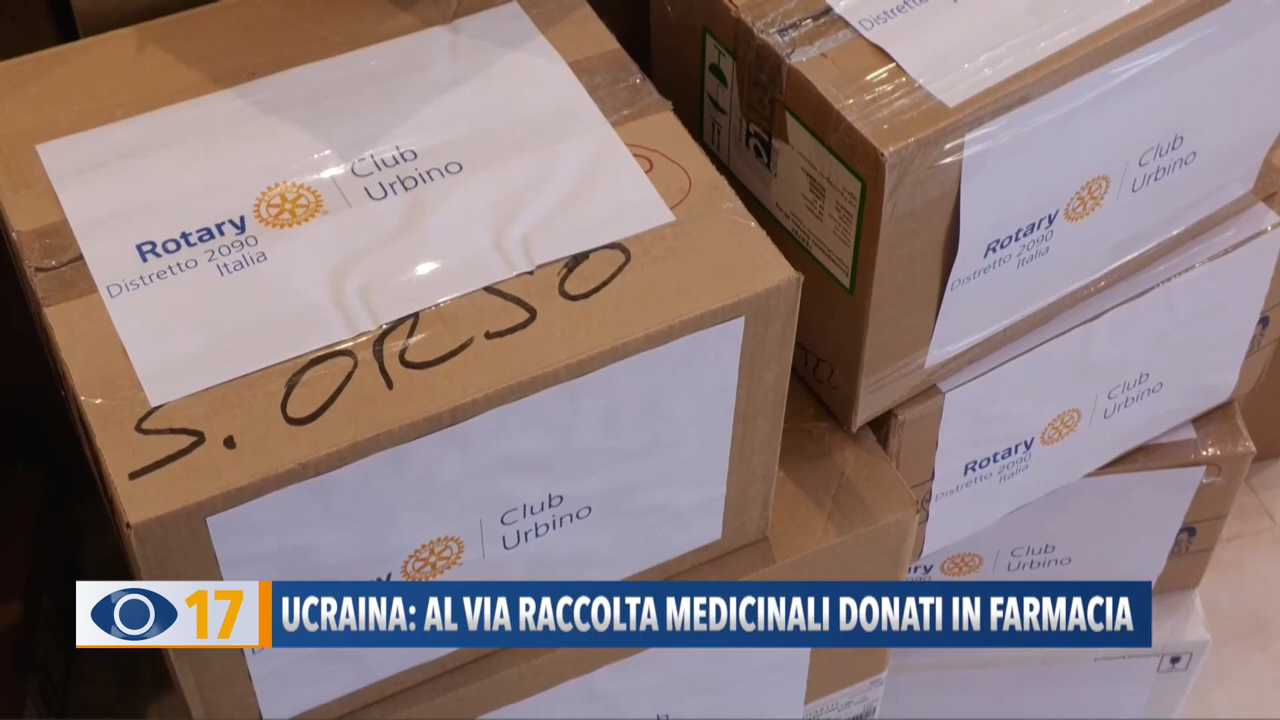 Distretto
Club
Urbino
Rotary
Distretto 2090
Italia
Club
Urbino
Rotary
Distretto 2090
Italia
S. ORSO
Club
Urbino
Rotary
Distretto 2090
Italia
Club
Urbino
Club
Urbino
17
UCRAINA: AL VIA RACCOLTA MEDICINALI DONATI IN FARMACIA